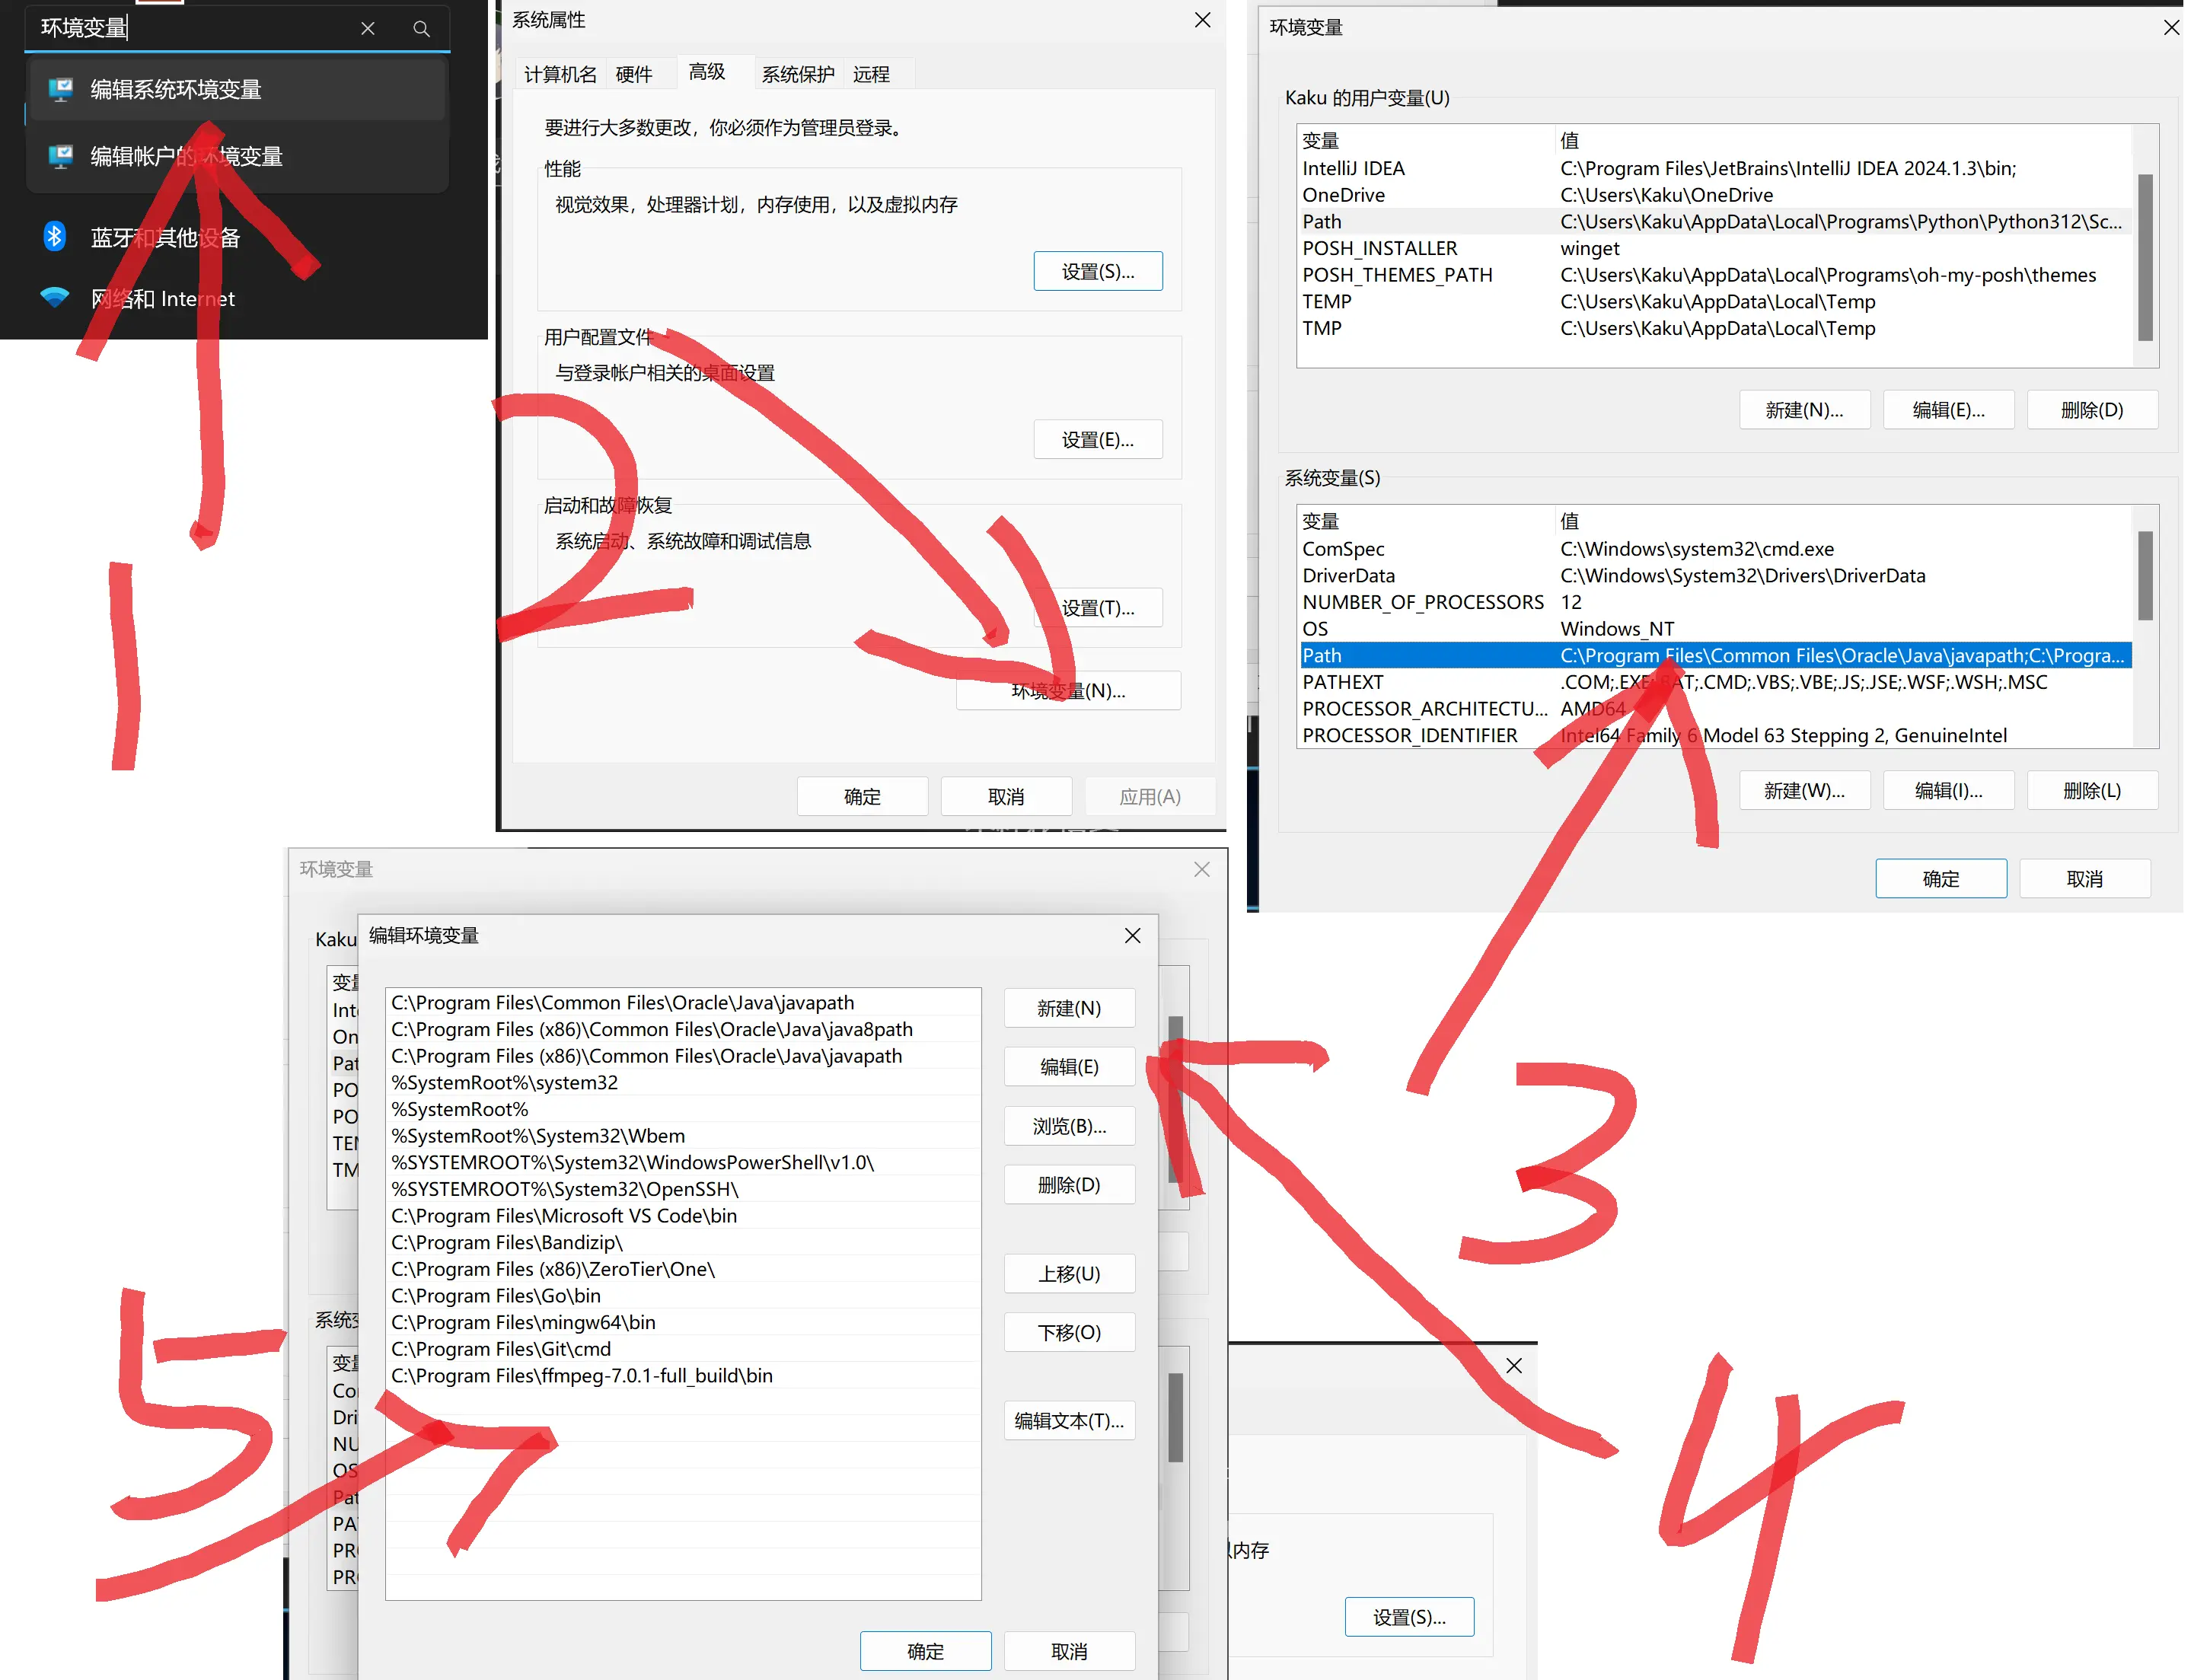 环境变量
编辑系统环境变量
编辑帐户的环境变量
蓝牙和其他设备
网络和 Internet
1
系统属性
计算机名 硬件 高级 系统保护 远程
要进行大多数更改，你必须作为管理员登录。
性能
视觉效果，处理器计划，内存使用，以及虚拟内存
设置(S)...
用户配置文件
与登录帐户相关的桌面设置
设置(E)...
启动和故障恢复
系统启动、系统故障和调试信息
设置(T)...
环境变量(N)...
确定 取消 应用(A)
2
环境变量
Kaku 的用户变量(U)
变量 值
IntelliJ IDEA C:\Program Files\JetBrains\IntelliJ IDEA 2024.1.3\bin;
OneDrive C:\Users\Kaku\OneDrive
Path C:\Users\Kaku\AppData\Local\Programs\Python\Python312\Sc...
POSH_INSTALLER winget
POSH_THEMES_PATH C:\Users\Kaku\AppData\Local\Programs\oh-my-posh\themes
TEMP C:\Users\Kaku\AppData\Local\Temp
TMP C:\Users\Kaku\AppData\Local\Temp
新建(N)... 编辑(E)... 删除(D)
系统变量(S)
变量 值
ComSpec C:\Windows\system32\cmd.exe
DriverData C:\Windows\System32\Drivers\DriverData
NUMBER_OF_PROCESSORS 12
OS Windows_NT
Path C:\Program Files\Common Files\Oracle\Java\javapath;C:\Progra...
PATHEXT .COM;.EXE;.BAT;.CMD;.VBS;.VBE;.JS;.JSE;.WSF;.WSH;.MSC
PROCESSOR_ARCHITECTU... AMD64
PROCESSOR_IDENTIFIER Intel64 Family 6 Model 63 Stepping 2, GenuineIntel
新建(W)... 编辑(I)... 删除(L)
确定 取消
3
环境变量
Kaku
变量
Inte
On
Pat
PO
PO
TEM
TM
系统变
变量
Co
Dri
NU
OS
Pat
PA
PR
PR
编辑环境变量
C:\Program Files\Common Files\Oracle\Java\javapath
C:\Program Files (x86)\Common Files\Oracle\Java\java8path
C:\Program Files (x86)\Common Files\Oracle\Java\javapath
%SystemRoot%\system32
%SystemRoot%
%SystemRoot%\System32\Wbem
%SYSTEMROOT%\System32\WindowsPowerShell\v1.0\
%SYSTEMROOT%\System32\OpenSSH\
C:\Program Files\Microsoft VS Code\bin
C:\Program Files\Bandizip\
C:\Program Files (x86)\ZeroTier\One\
C:\Program Files\Go\bin
C:\Program Files\mingw64\bin
C:\Program Files\Git\cmd
C:\Program Files\ffmpeg-7.0.1-full_build\bin
新建(N)
编辑(E)
浏览(B)...
删除(D)
上移(U)
下移(O)
编辑文本(T)...
确定 取消
内存
设置(S)...
4
5